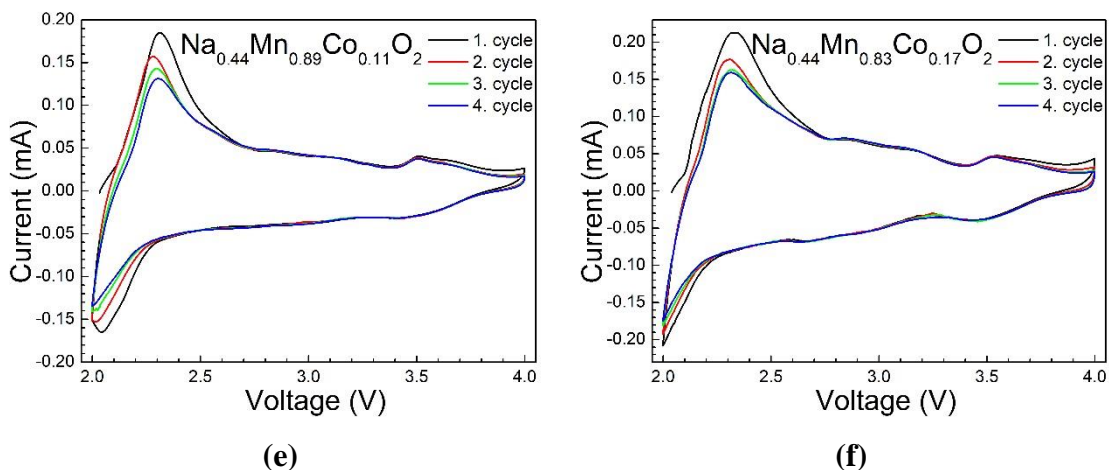 Na0.44Mn0.89Co0.11O2
1. cycle
2. cycle
3. cycle
4. cycle
0.20
0.15
0.10
0.05
0.00
-0.05
-0.10
-0.15
-0.20
Current (mA)
2.0 2.5 3.0 3.5 4.0
Voltage (V)
(e)
Na0.44Mn0.83Co0.17O2
1. cycle
2. cycle
3. cycle
4. cycle
0.20
0.15
0.10
0.05
0.00
-0.05
-0.10
-0.15
-0.20
Current (mA)
2.0 2.5 3.0 3.5 4.0
Voltage (V)
(f)